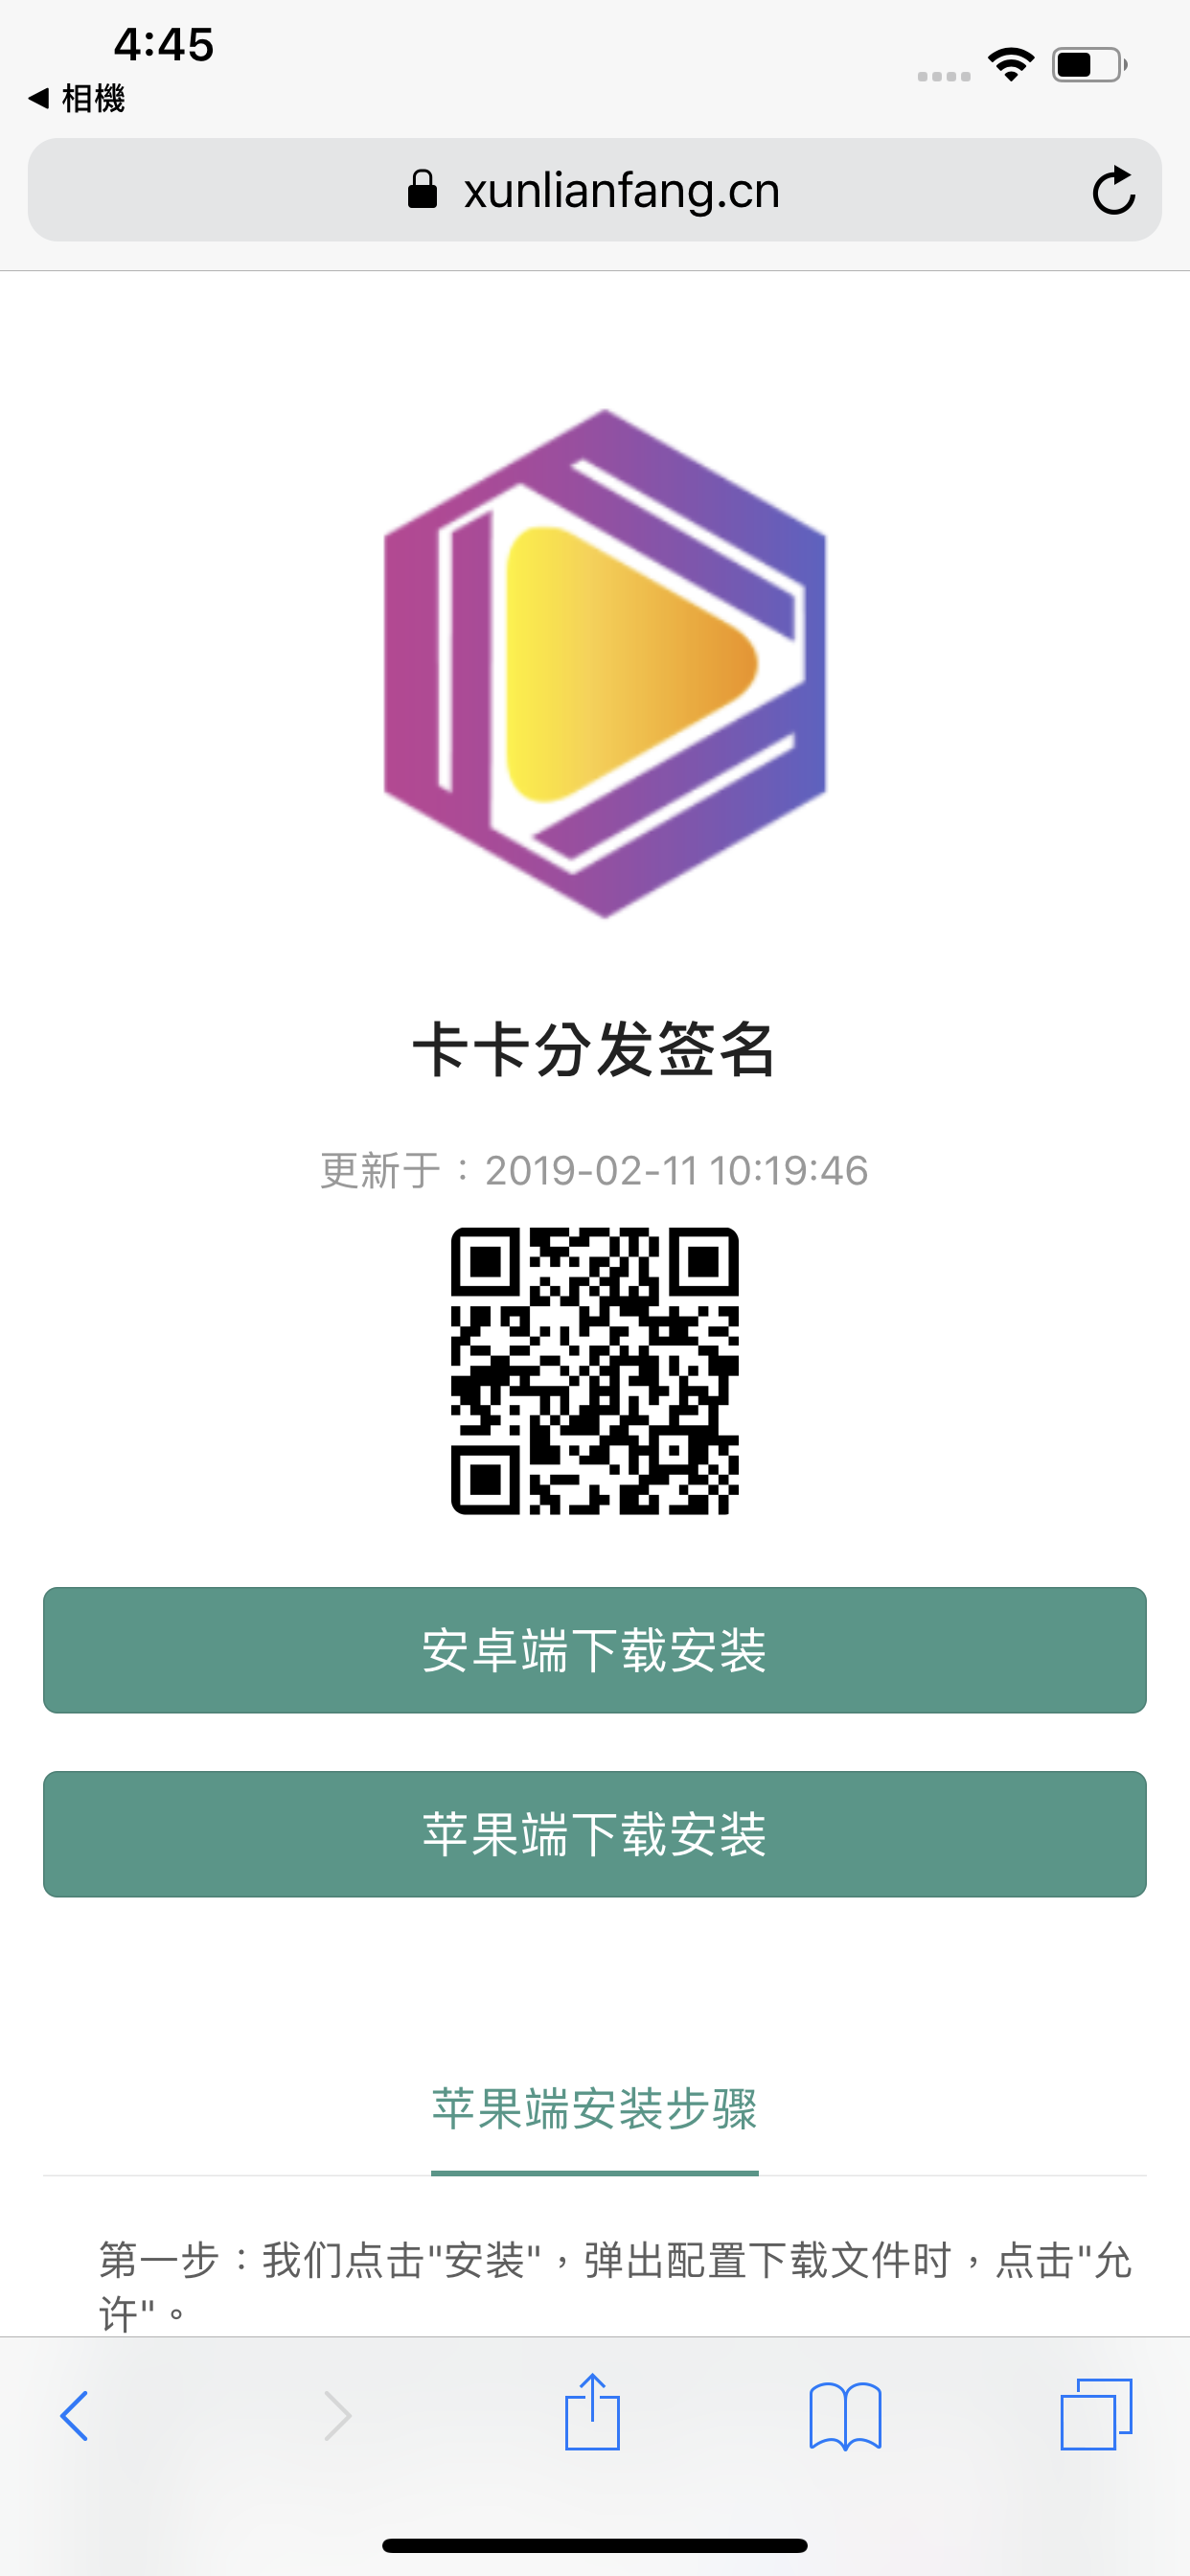 4:45
◀ 相機
xunlianfang.cn
卡卡分发签名
更新于：2019-02-11 10:19:46
安卓端下载安装
苹果端下载安装
苹果端安装步骤
第一步：我们点击"安装"，弹出配置下载文件时，点击"允
许"。